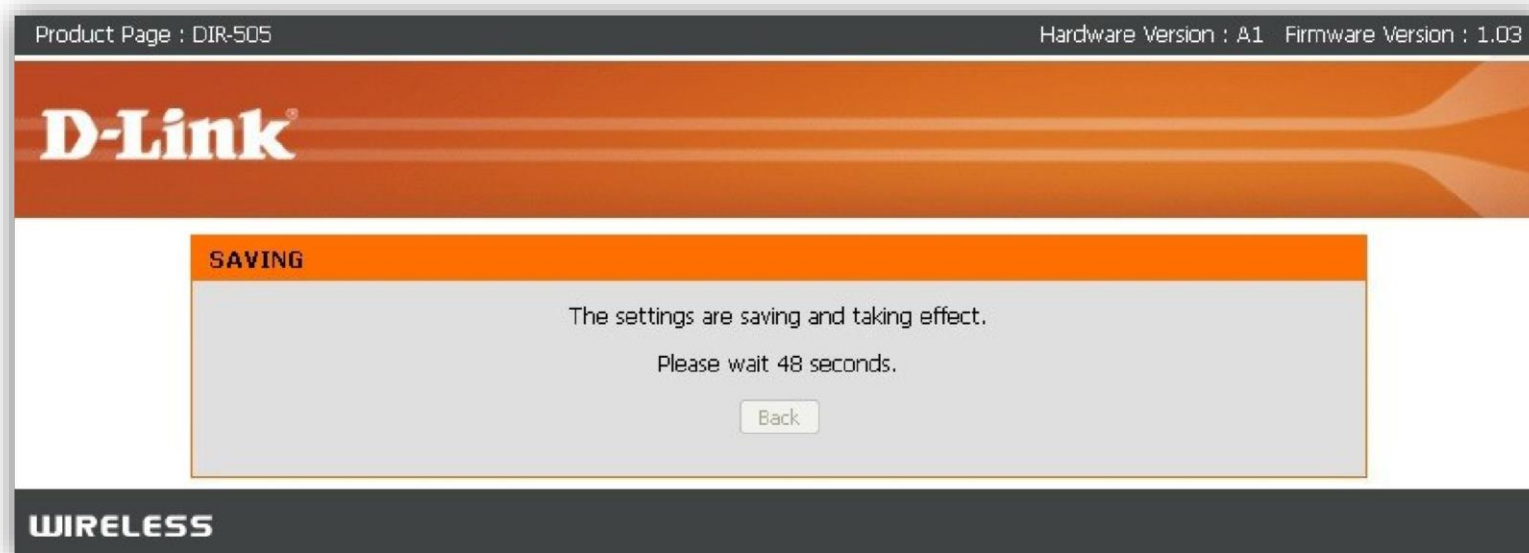 Product Page : DIR-505 Hardware Version : A1 Firmware Version : 1.03
D-Link®
SAVING
The settings are saving and taking effect.
Please wait 48 seconds.
Back
WIRELESS